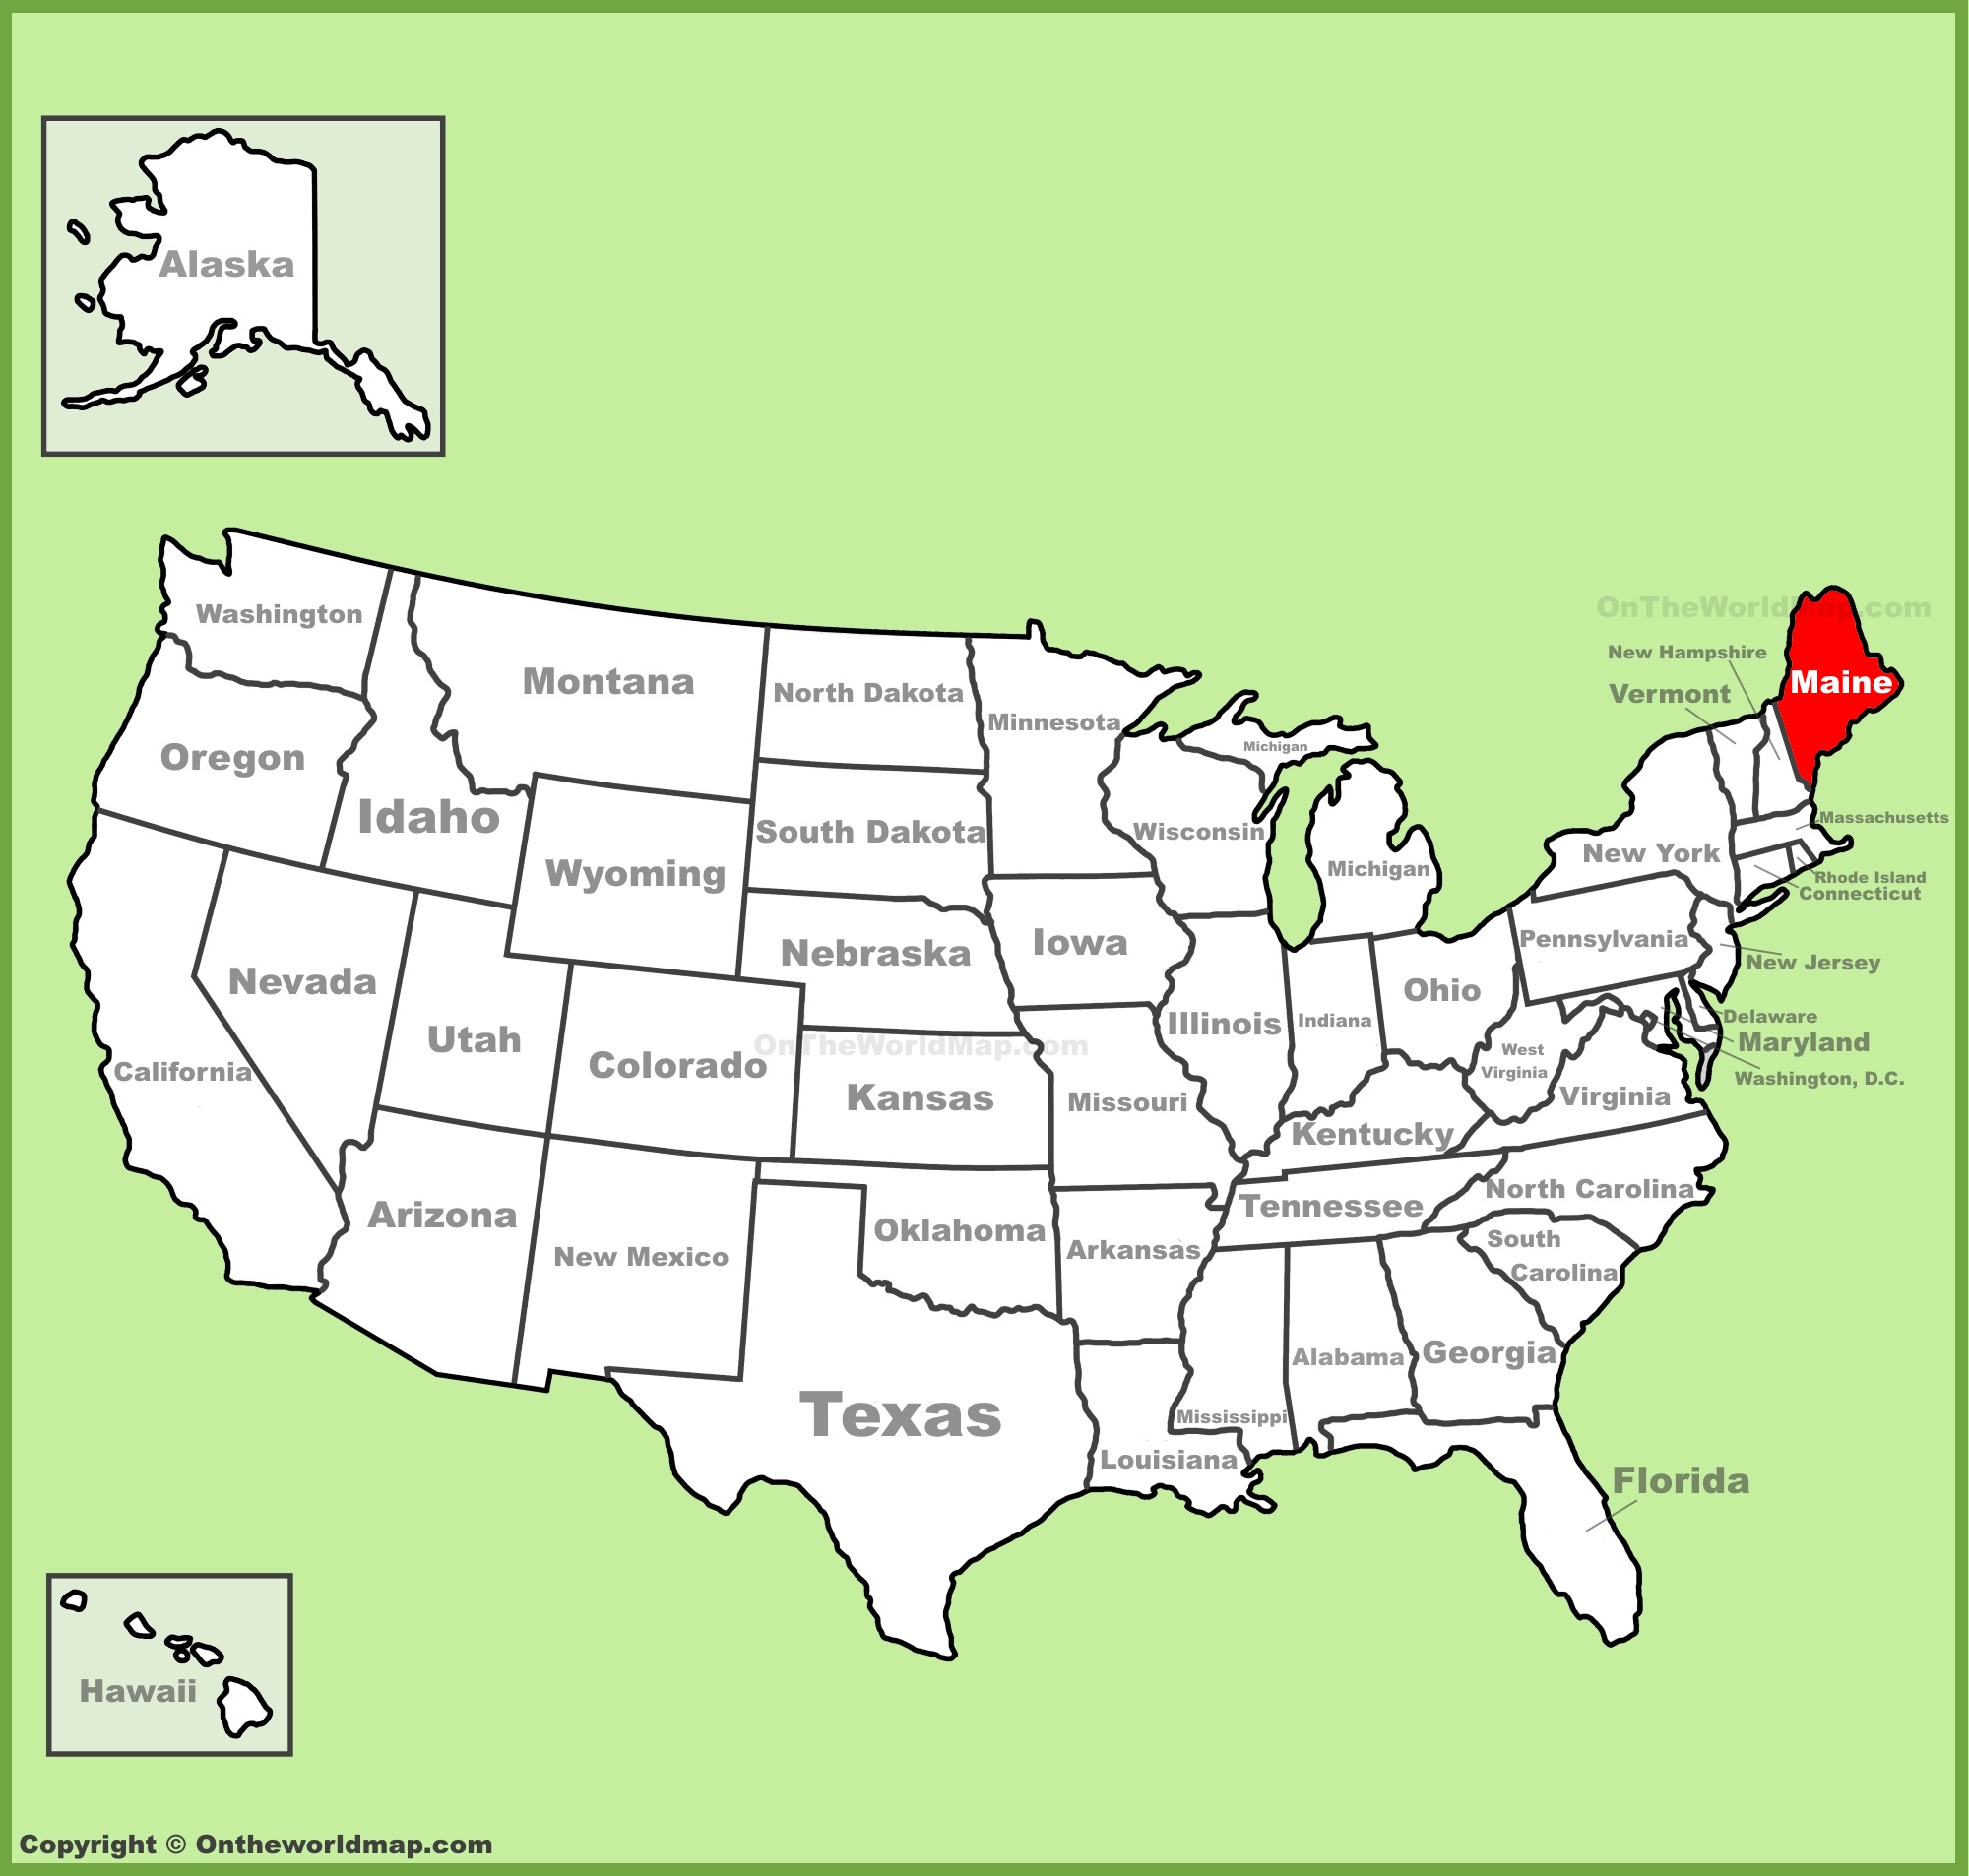 Alaska
OnTheWorldMap.com
Washington
New Hampshire
Montana
North Dakota
Maine
Vermont
Minnesota
Michigan
Oregon
Idaho
South Dakota
Wisconsin
Massachusetts
Wyoming
Michigan
New York
Rhode Island
Connecticut
Nebraska
Iowa
Pennsylvania
New Jersey
Nevada
Ohio
Illinois
Indiana
Delaware
Utah
OnTheWorldMap.com
Maryland
Colorado
West
Virginia
California
Kansas
Missouri
Virginia
Washington, D.C.
Kentucky
Arizona
Tennessee
North Carolina
New Mexico
Oklahoma
Arkansas
South
Carolina
Alabama
Georgia
Texas
Mississippi
Louisiana
Florida
Hawaii
Copyright © Ontheworldmap.com